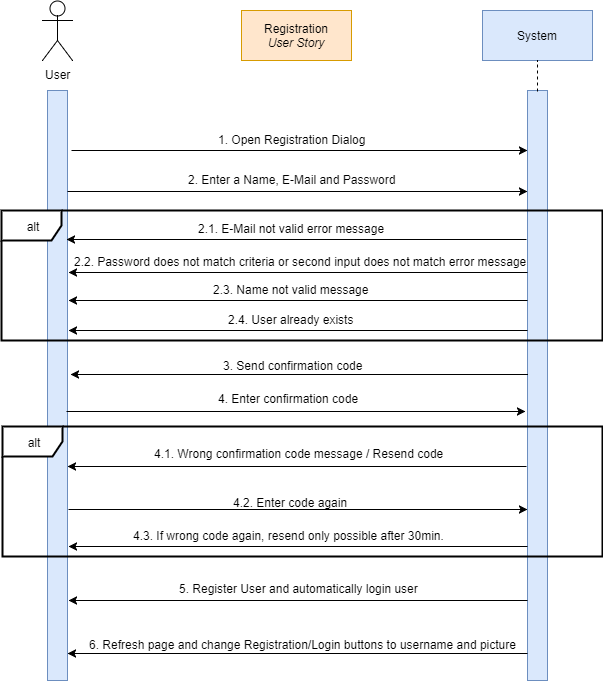 Registration
User Story
System
User
1. Open Registration Dialog
2. Enter a Name, E-Mail and Password
alt
2.1. E-Mail not valid error message
2.2. Password does not match criteria or second input does not match error message
2.3. Name not valid message
2.4. User already exists
3. Send confirmation code
4. Enter confirmation code
alt
4.1. Wrong confirmation code message / Resend code
4.2. Enter code again
4.3. If wrong code again, resend only possible after 30min.
5. Register User and automatically login user
6. Refresh page and change Registration/Login buttons to username and picture